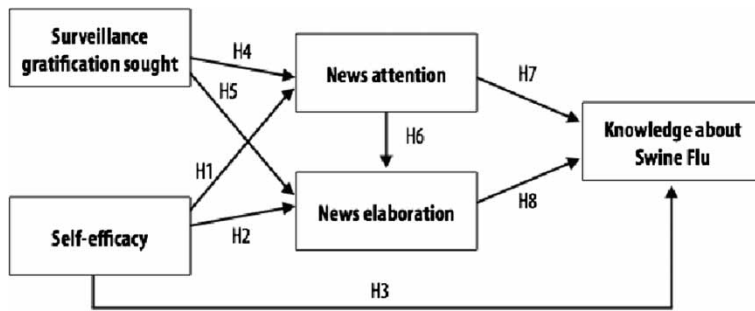 Surveillance
gratification sought
H4
News attention
H7
H5
H6
Knowledge about
Swine Flu
H1
Self-efficacy
H2
News elaboration
H8
H3